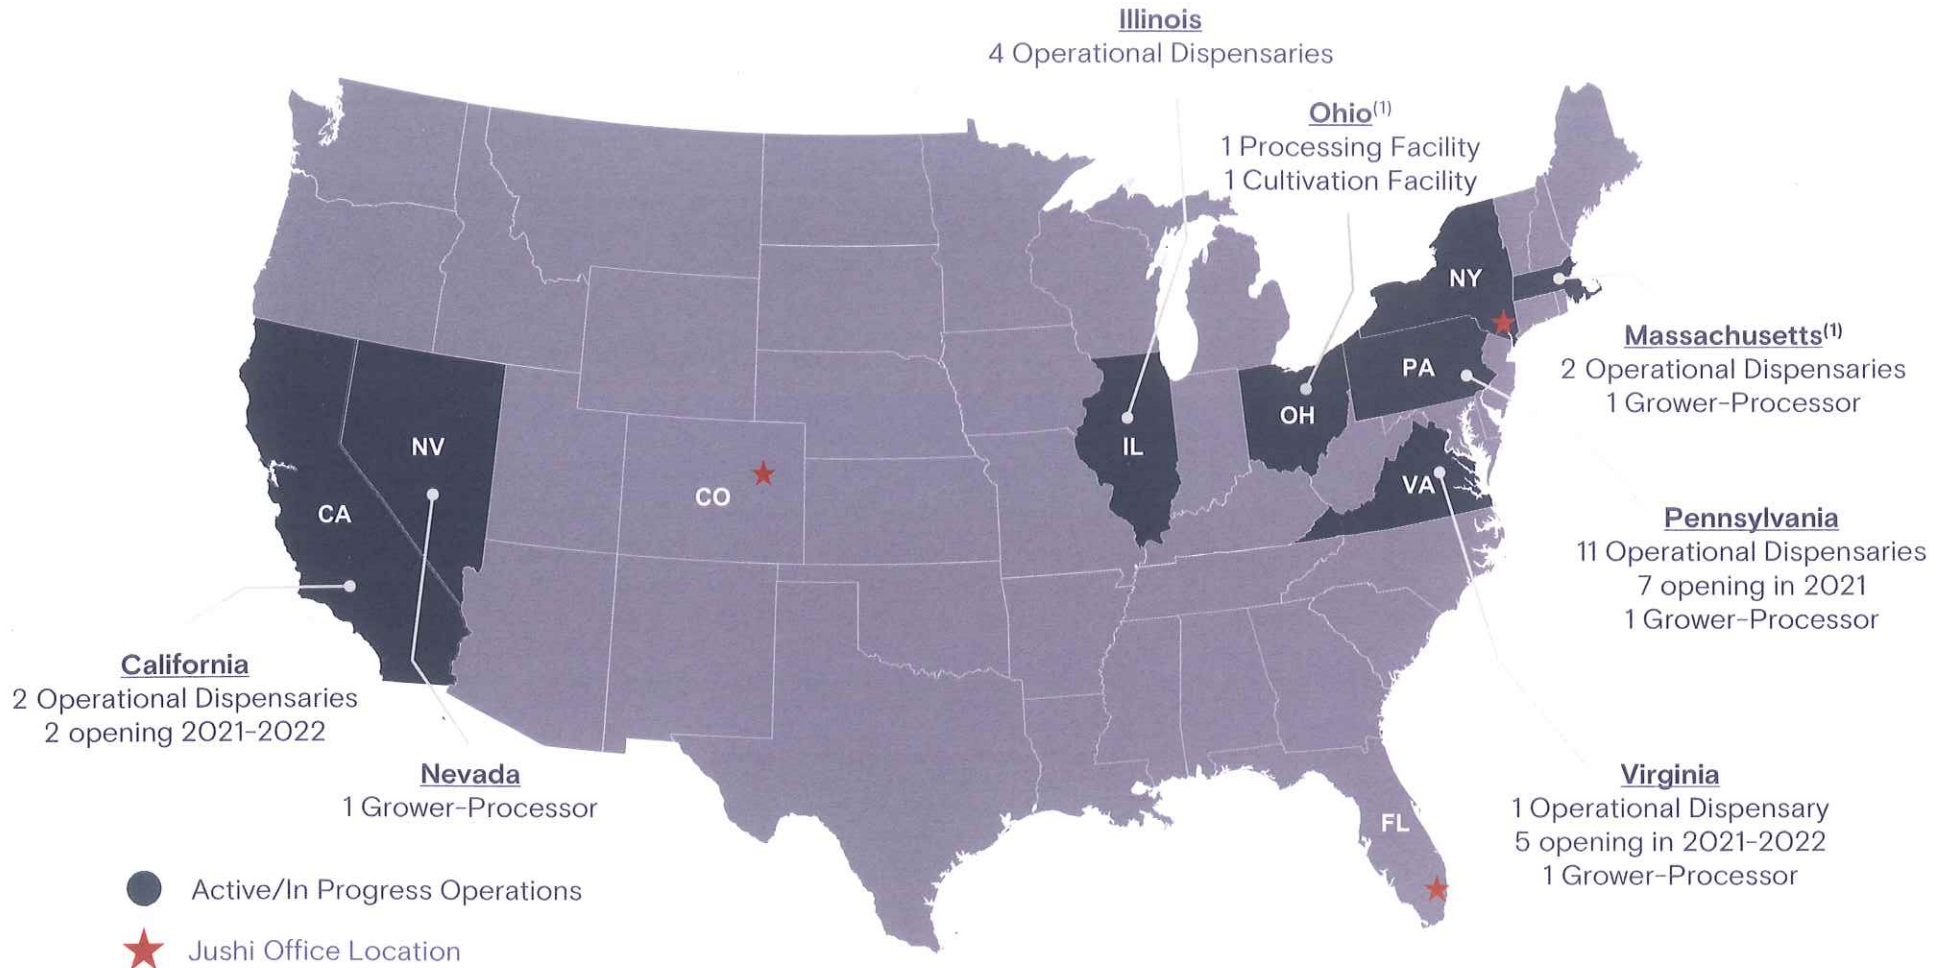 Illinois
4 Operational Dispensaries
Ohio(1)
1 Processing Facility
1 Cultivation Facility
NY
Massachusetts(1)
2 Operational Dispensaries
1 Grower-Processor
PA
OH
IL
VA
NV
CO
CA
Pennsylvania
11 Operational Dispensaries
7 opening in 2021
1 Grower-Processor
California
2 Operational Dispensaries
2 opening 2021-2022
Nevada
1 Grower-Processor
Virginia
1 Operational Dispensary
5 opening in 2021-2022
1 Grower-Processor
FL
Active/In Progress Operations
Jushi Office Location